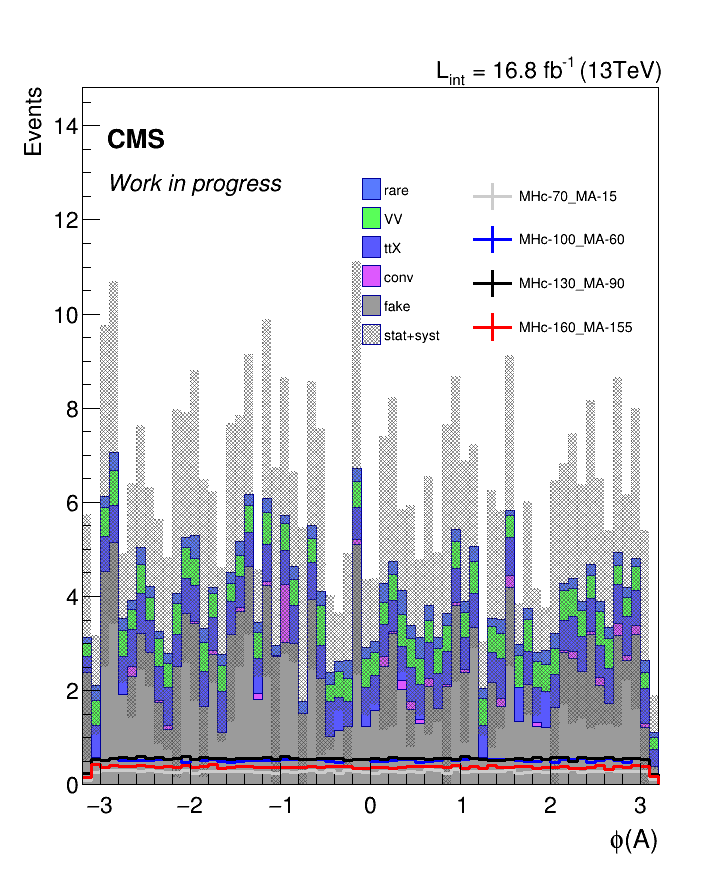 L_int = 16.8 fb^-1 (13TeV)
Events
CMS
Work in progress
rare
VV
ttX
conv
fake
stat+syst
MHc-70_MA-15
MHc-100_MA-60
MHc-130_MA-90
MHc-160_MA-155
14
12
10
8
6
4
2
0
−3 −2 −1 0 1 2 3
ϕ(A)